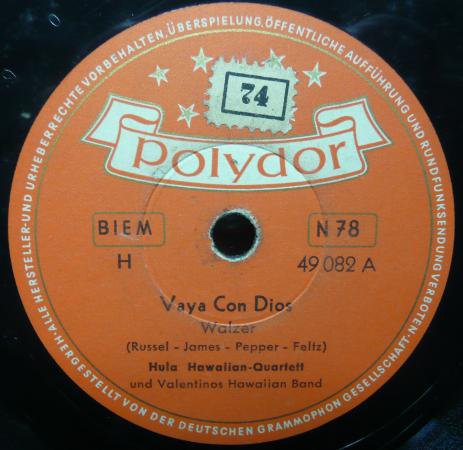 ALLE HERSTELLER-UND URHEBERRECHTE VORBEHALTEN, ÜBERSPIELUNG, ÖFFENTLICHE AUFFÜHRUNG UND RUNDFUNKSENDUNG VERBOTEN.
74
Polydor
BIEM
N 78
H
49 082 A
Vaya Con Dios
Walzer
(Russel - James - Pepper - Feltz)
Hula Hawaiian-Quartett
und Valentinos Hawaiian Band
HERGESTELLT VON DER DEUTSCHEN GRAMMOPHON GESELLSCHAFT